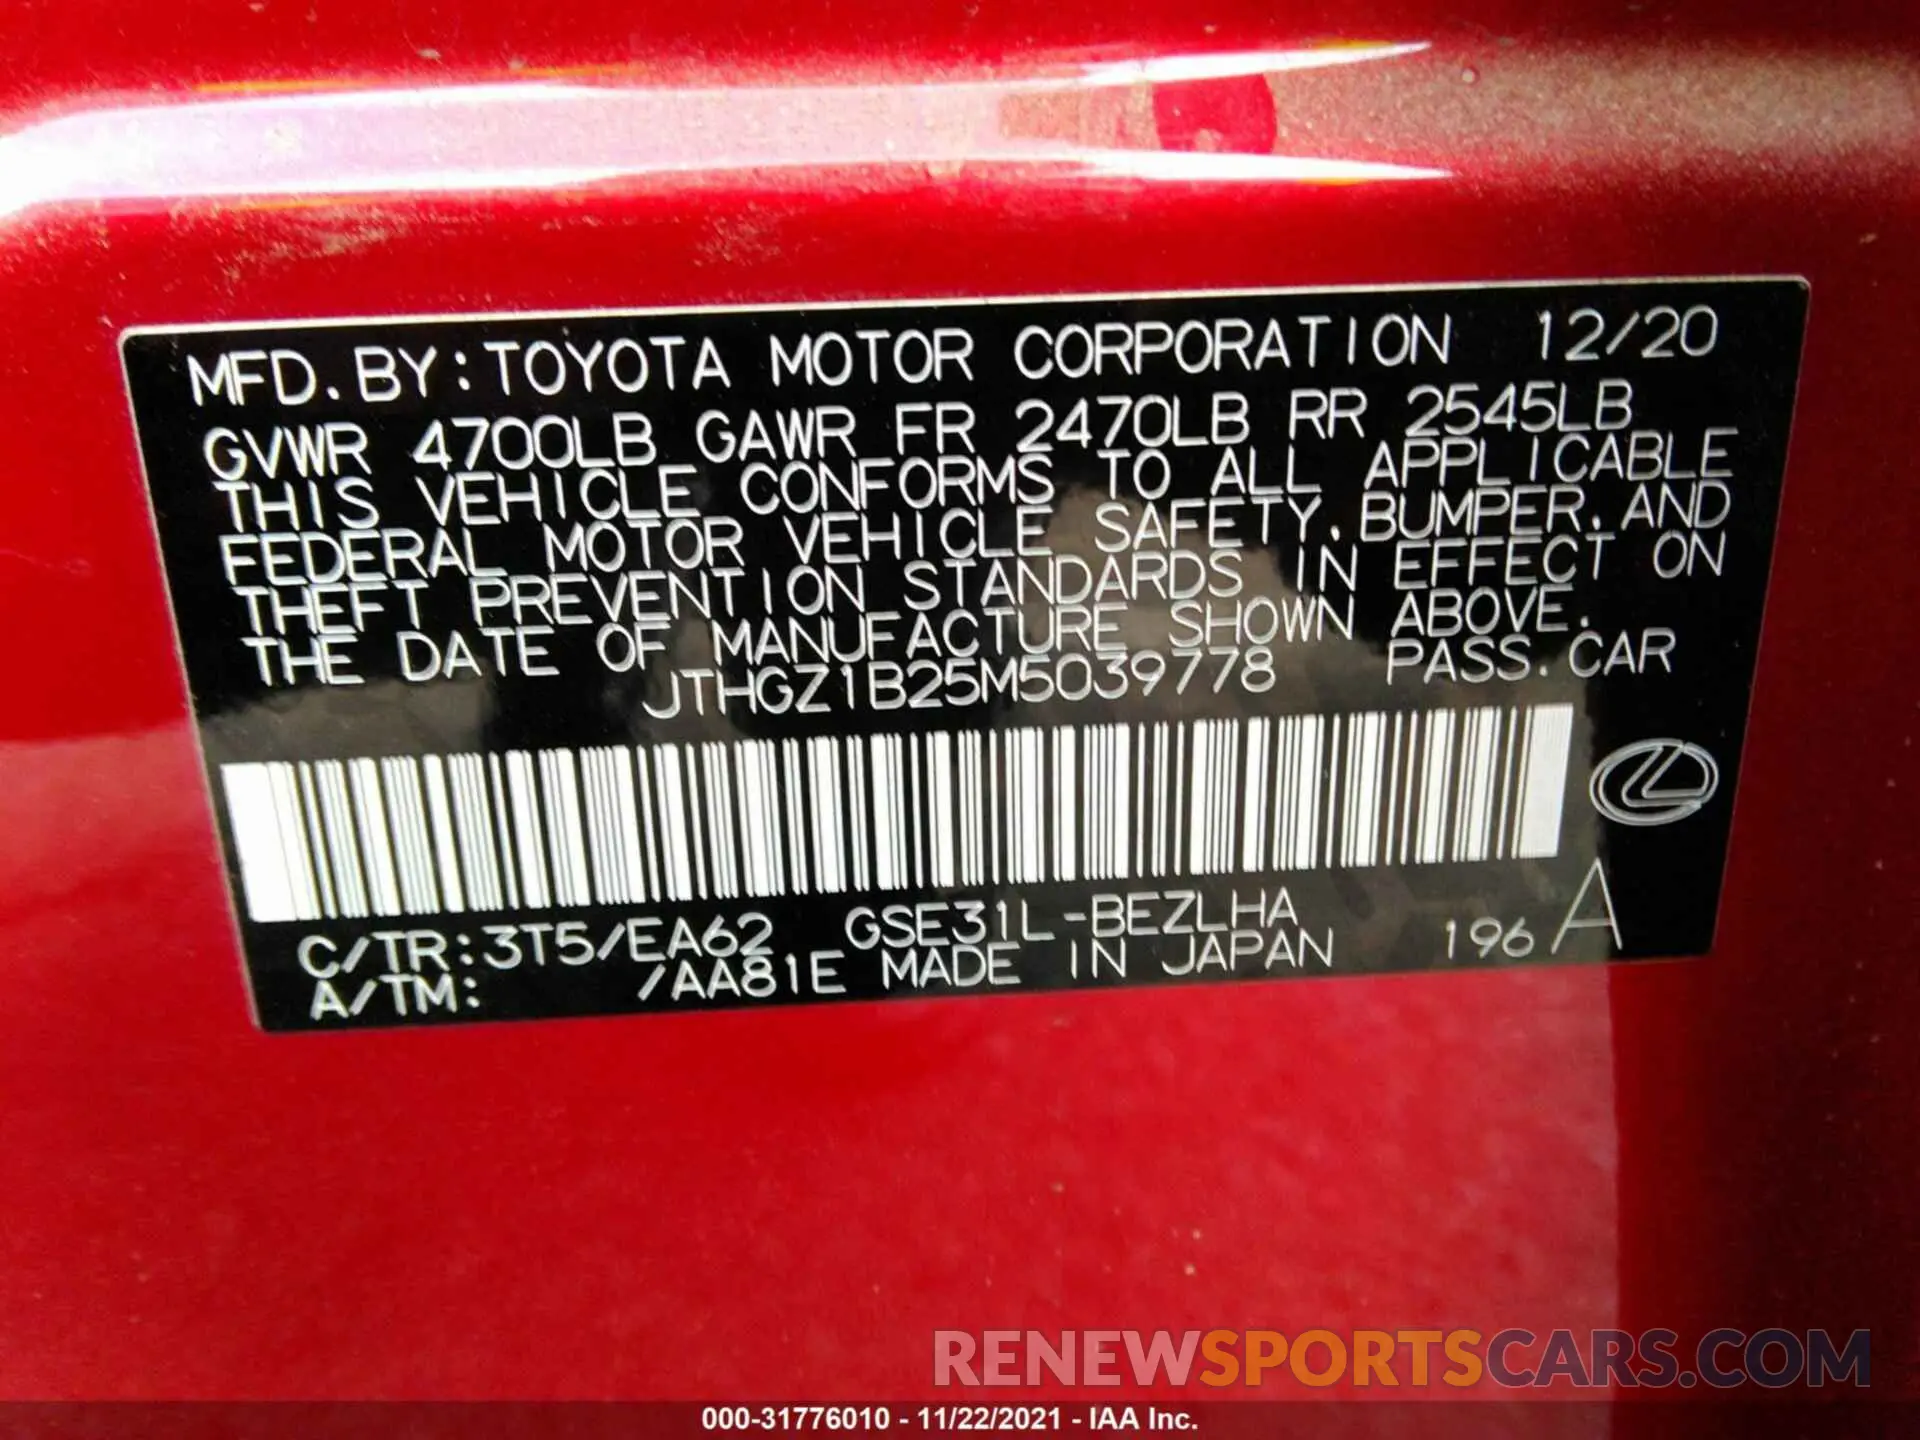 MFD. BY: TOYOTA MOTOR CORPORATION 12/20
GVWR 4700LB GAWR FR 2470LB RR 2545LB
THIS VEHICLE CONFORMS TO ALL APPLICABLE
FEDERAL MOTOR VEHICLE SAFETY, BUMPER, AND
THEFT PREVENTION STANDARDS IN EFFECT ON
THE DATE OF MANUFACTURE SHOWN ABOVE.
JTHGZ1B25M5039778 PASS. CAR
C/TR: 3T5/EA62 GSE31L-BEZLHA 196 A
A/TM: /AA81E MADE IN JAPAN
RENEWSPORTSCARS.COM
000-31776010 - 11/22/2021 - IAA Inc.